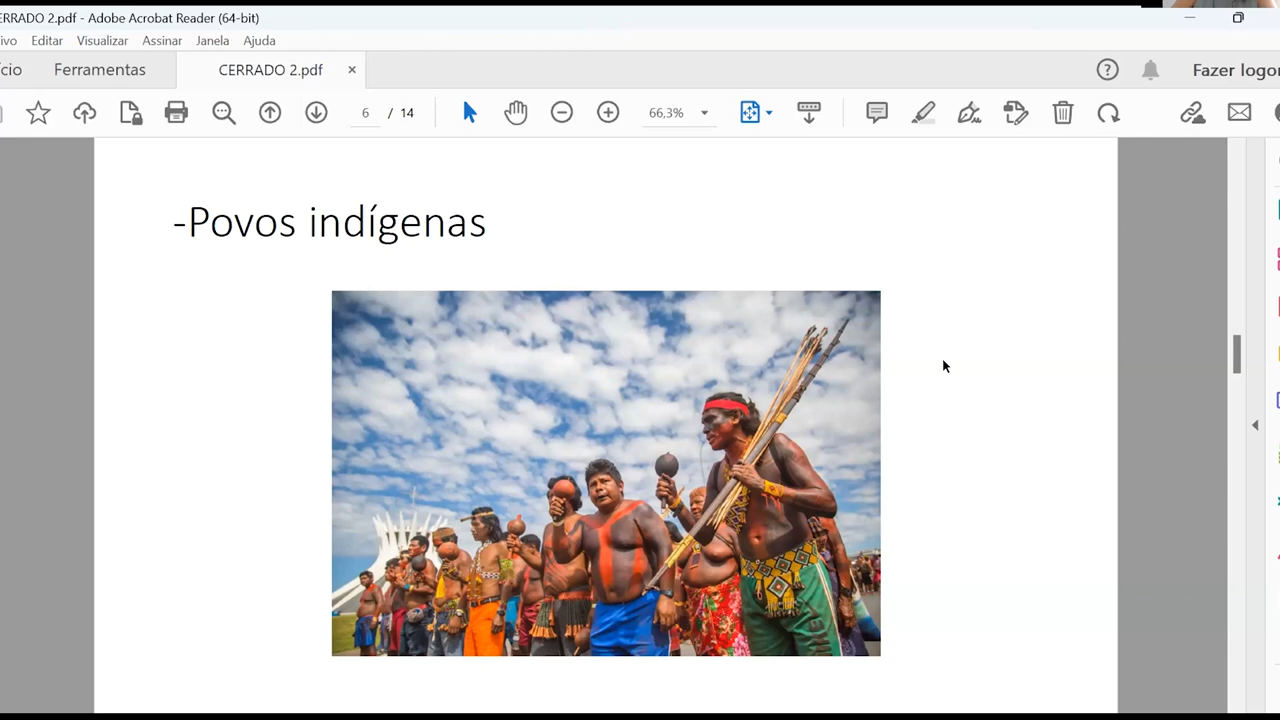 ERRADO 2.pdf - Adobe Acrobat Reader (64-bit)
ivo Editar Visualizar Assinar Janela Ajuda
cio Ferramentas CERRADO 2.pdf × ? Fazer logo
6 / 14 66,3%
-Povos indígenas